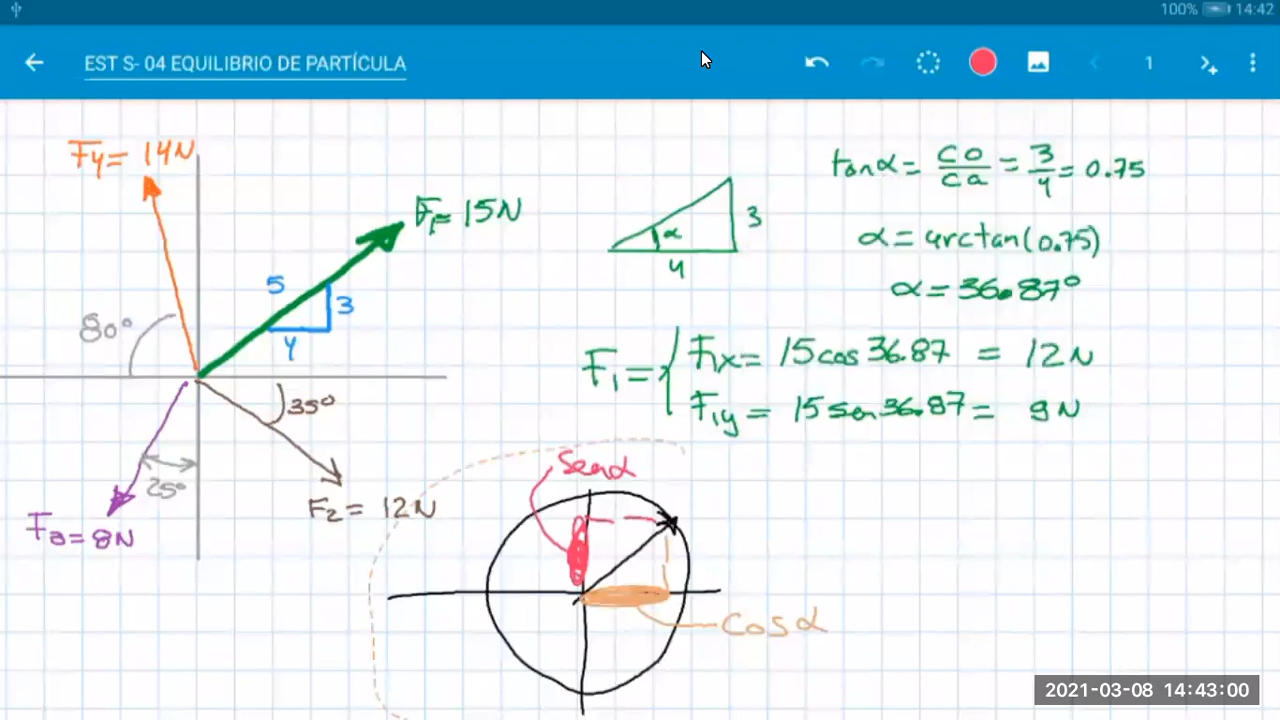 100% 14:42
EST S- 04 EQUILIBRIO DE PARTÍCULA
1
F4= 14N
F1= 15N
5
3
4
80°
35°
25°
F2= 12N
F3=8N
α
3
4
tanα= CO/CA = 3/4 = 0.75
α=arctan(0.75)
α=36.87°
F1= F1x= 15cos36.87 = 12N
F1y = 15sen36.87= 9N
Senα
Cosα
2021-03-08 14:43:00